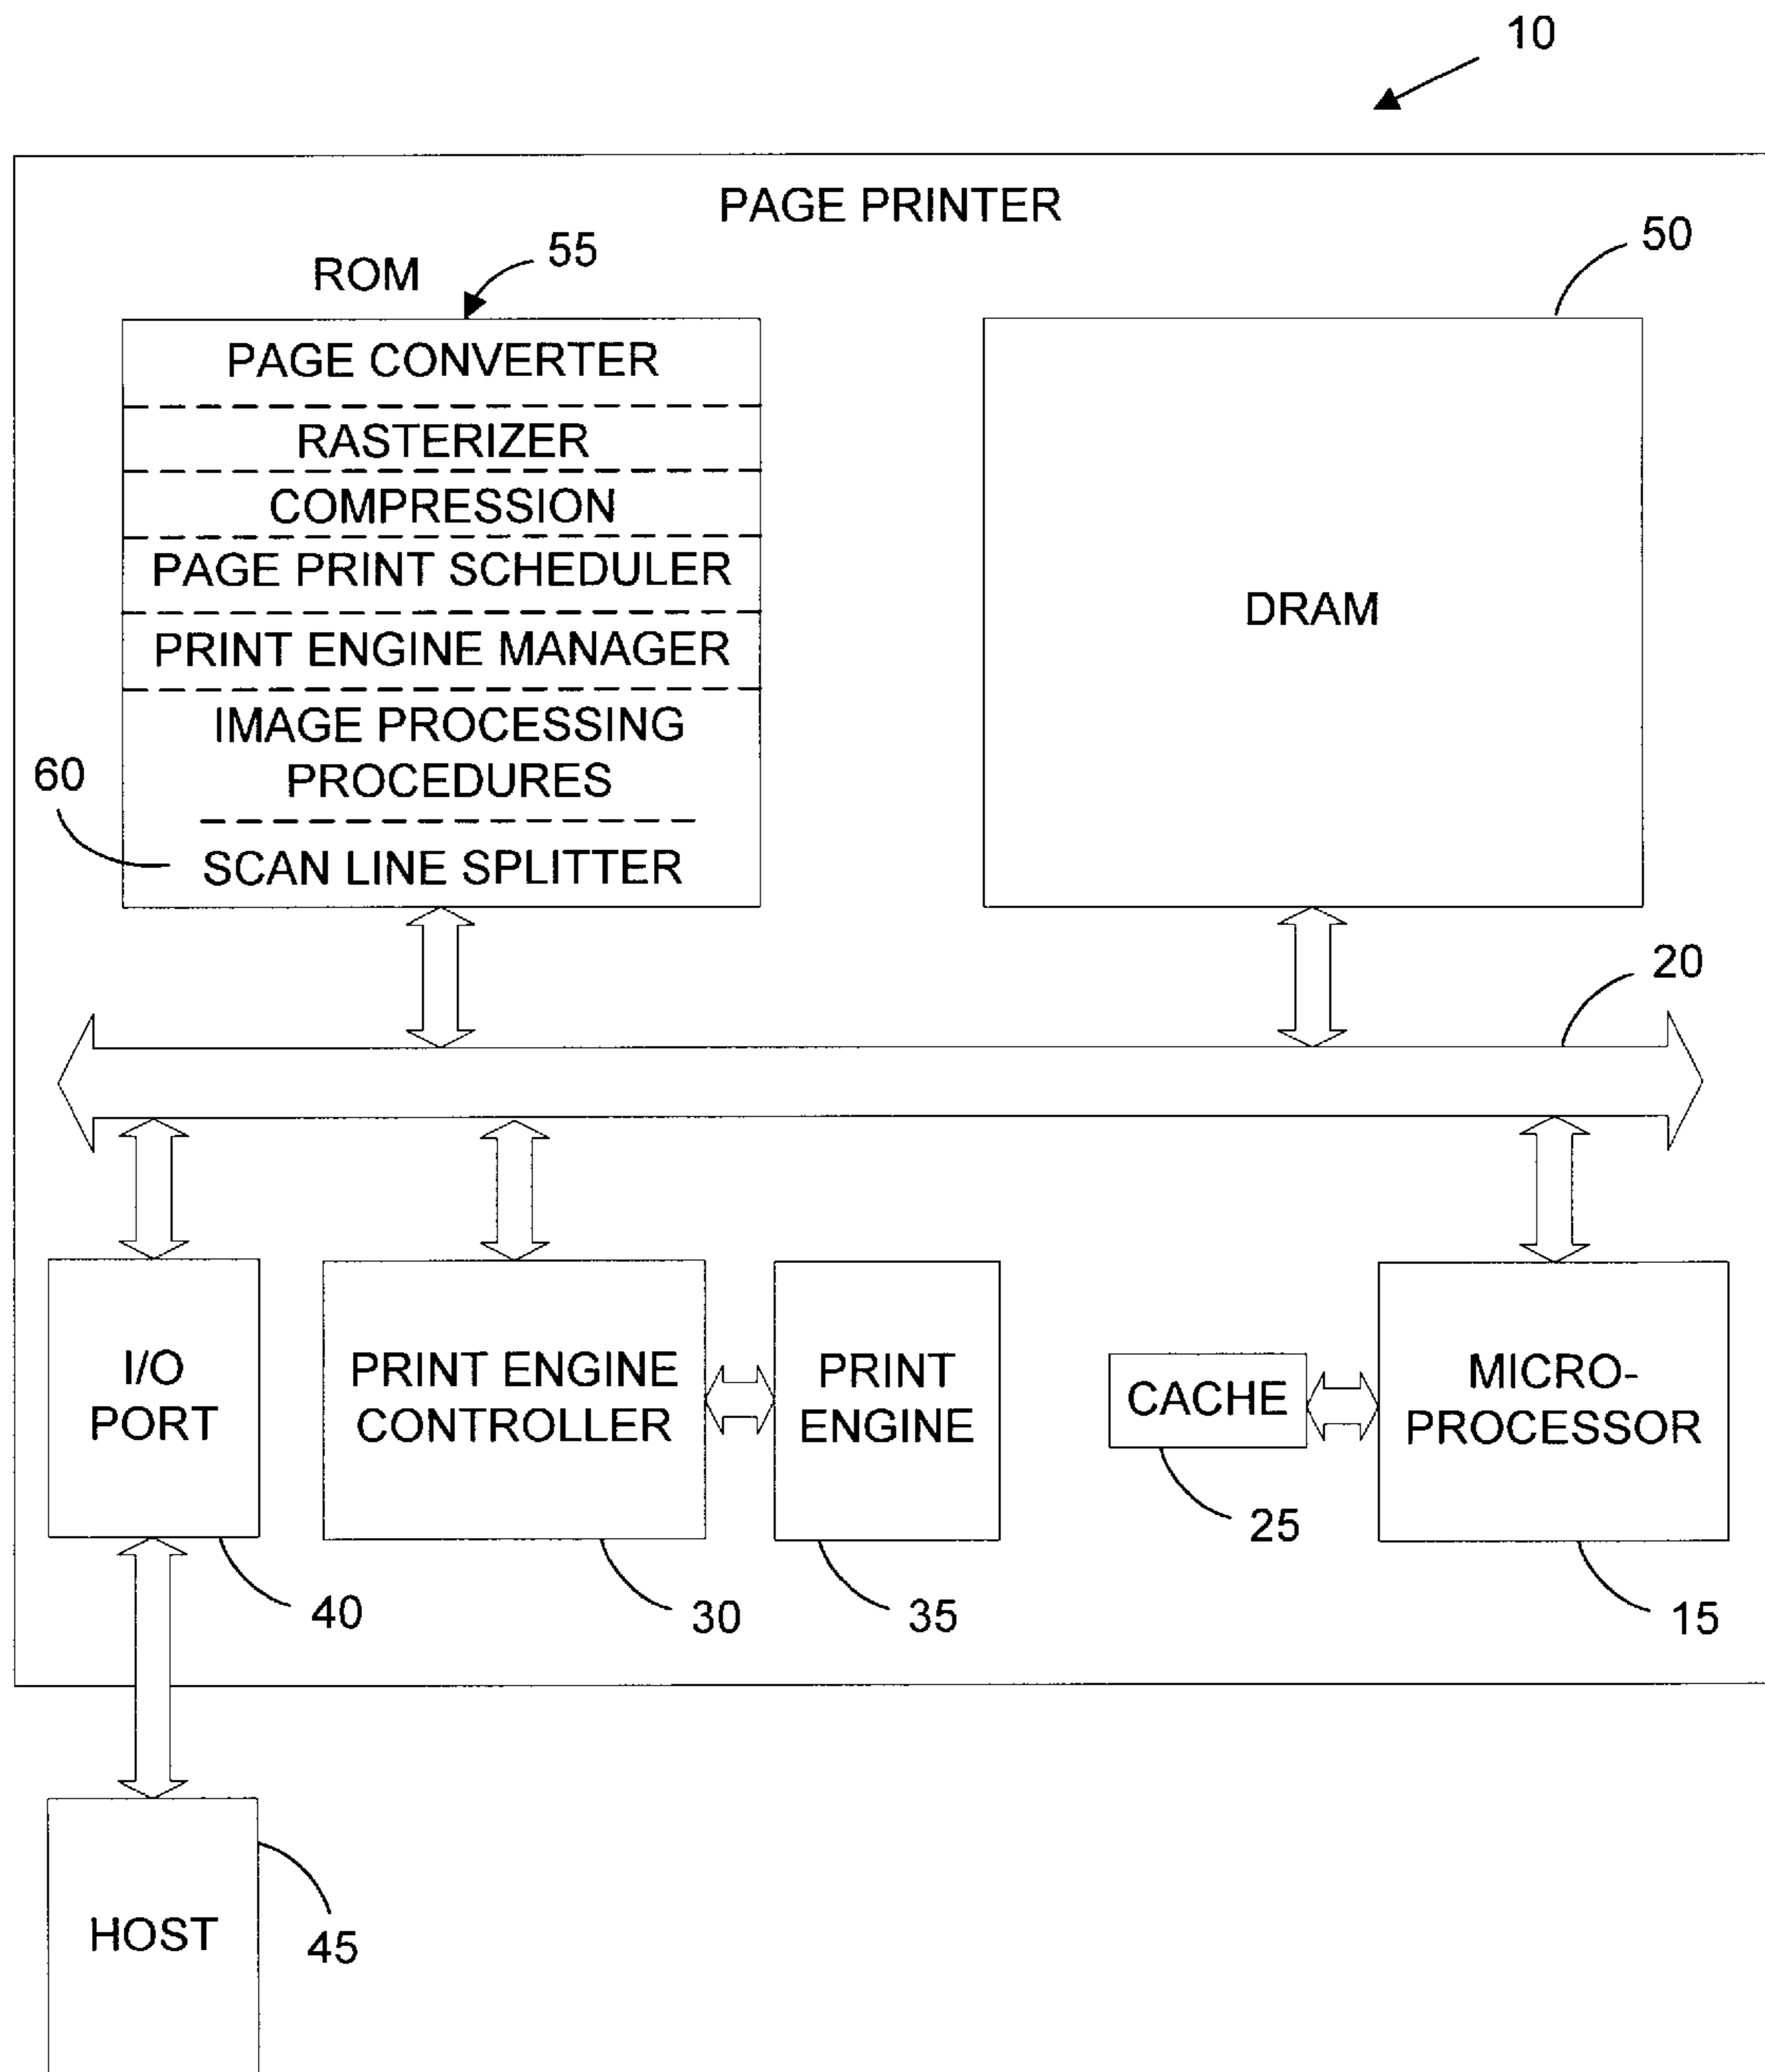 10
PAGE PRINTER
ROM
55
50
PAGE CONVERTER
RASTERIZER
COMPRESSION
PAGE PRINT SCHEDULER
PRINT ENGINE MANAGER
IMAGE PROCESSING
PROCEDURES
60
SCAN LINE SPLITTER
DRAM
20
I/O
PORT
40
PRINT ENGINE
CONTROLLER
30
PRINT
ENGINE
35
CACHE
25
MICRO-
PROCESSOR
15
HOST
45